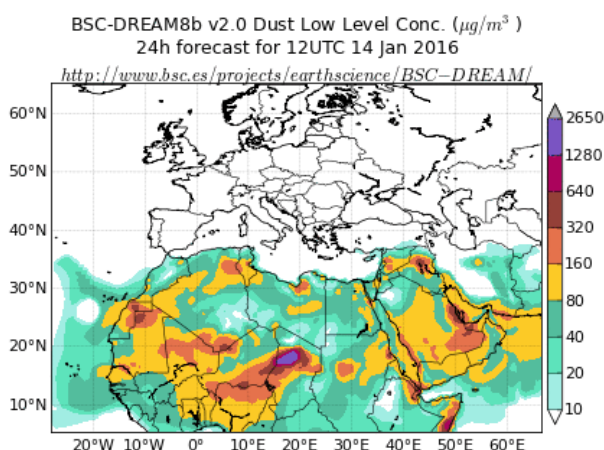 BSC-DREAM8b v2.0 Dust Low Level Conc. (μg/m³ )
24h forecast for 12UTC 14 Jan 2016
http://www.bsc.es/projects/earthscience/BSC−DREAM/
60°N
50°N
40°N
30°N
20°N
10°N
20°W 10°W 0° 10°E 20°E 30°E 40°E 50°E 60°E
2650
1280
640
320
160
80
40
20
10